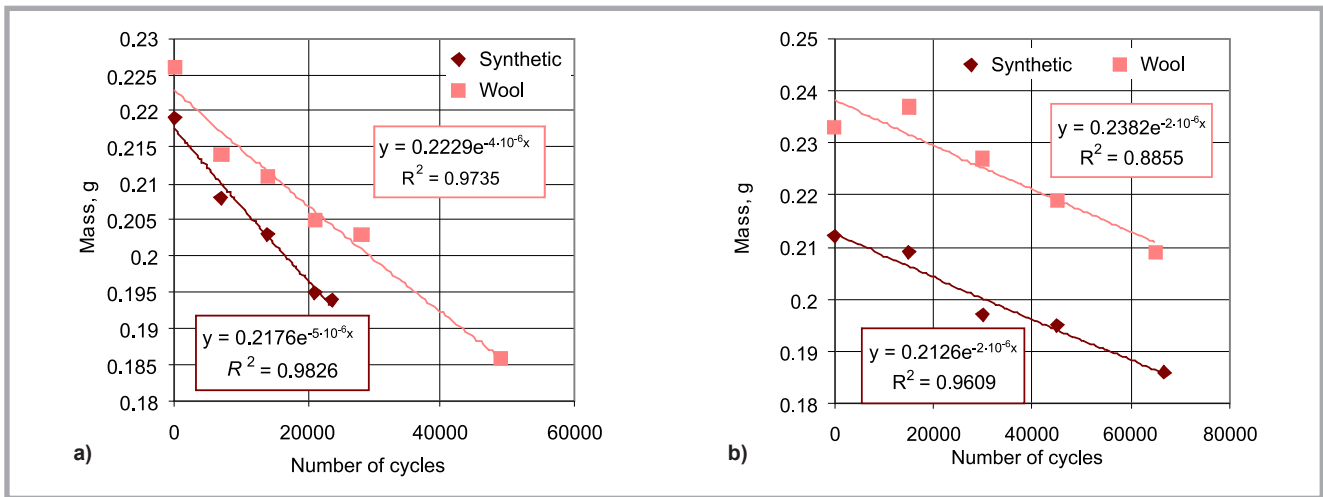 0.23
0.225
0.22
0.215
0.21
0.205
0.2
0.195
0.19
0.185
0.18
Mass, g
Synthetic
Wool
y = 0.2229e^-4·10^-6x
R² = 0.9735
y = 0.2176e^-5·10^-6x
R² = 0.9826
0 20000 40000 60000
Number of cycles
a)
0.25
0.24
0.23
0.22
0.21
0.2
0.19
0.18
Mass, g
Synthetic Wool
y = 0.2382e^-2·10^-6x
R² = 0.8855
y = 0.2126e^-2·10^-6x
R² = 0.9609
0 20000 40000 60000 80000
Number of cycles
b)